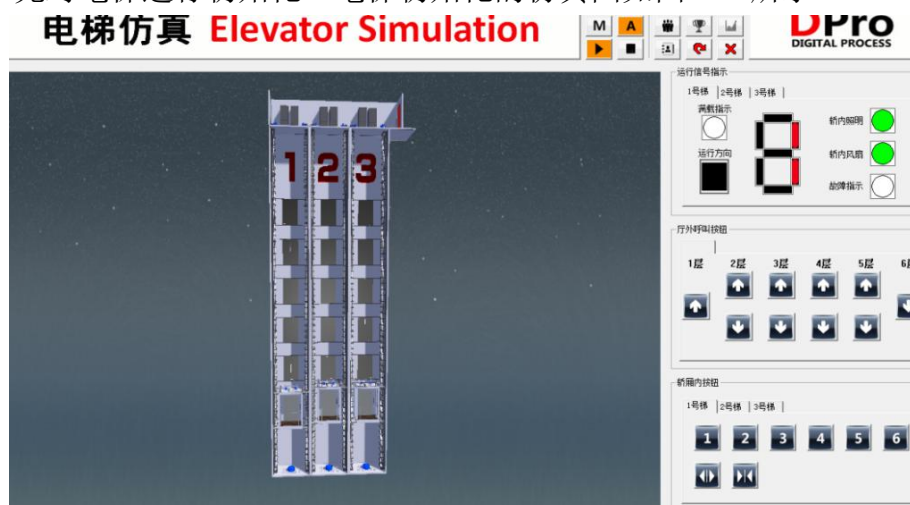 电梯仿真 Elevator Simulation
M A
DPro
DIGITAL PROCESS
运行信号指示
1号梯 2号梯 3号梯
满载指示
轿内照明
运行方向
轿内风扇
故障指示
1 2 3
厅外呼叫按钮
1层 2层 3层 4层 5层
轿厢内按钮
1号梯 2号梯 3号梯
1 2 3 4 5 6